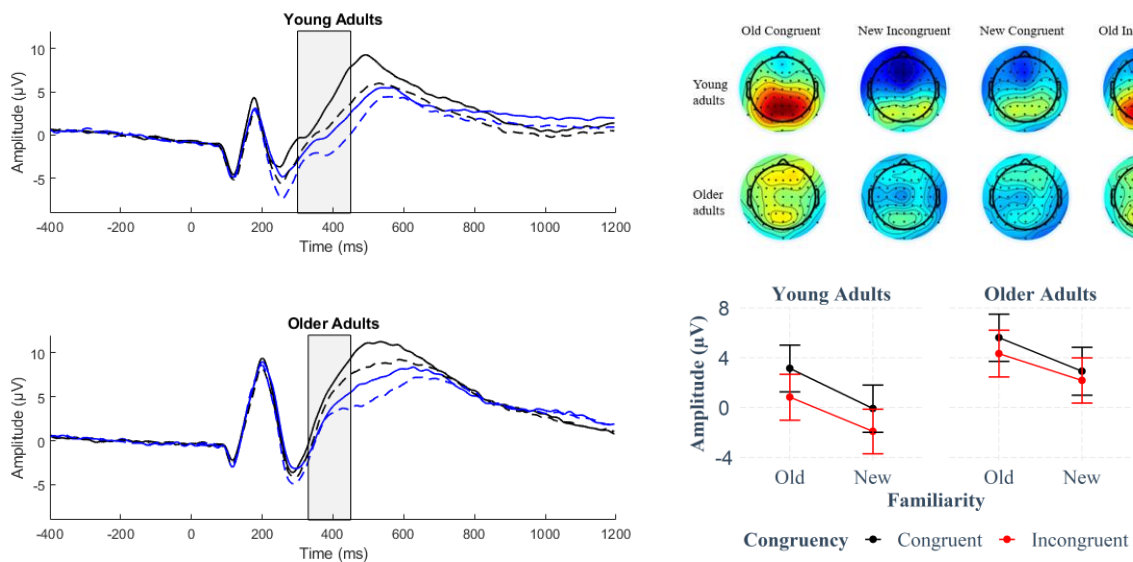 Young Adults
10
5
0
-5
Amplitude (µV)
-400 -200 0 200 400 600 800 1000 1200
Time (ms)
Older Adults
10
5
0
-5
Amplitude (µV)
-400 -200 0 200 400 600 800 1000 1200
Time (ms)
Old Congruent New Incongruent New Congruent Old In
Young
adults
Older
adults
Young Adults Older Adults
8
4
0
-4
Amplitude (µV)
Old New Old New
Familiarity
Congruency Congruent Incongruent